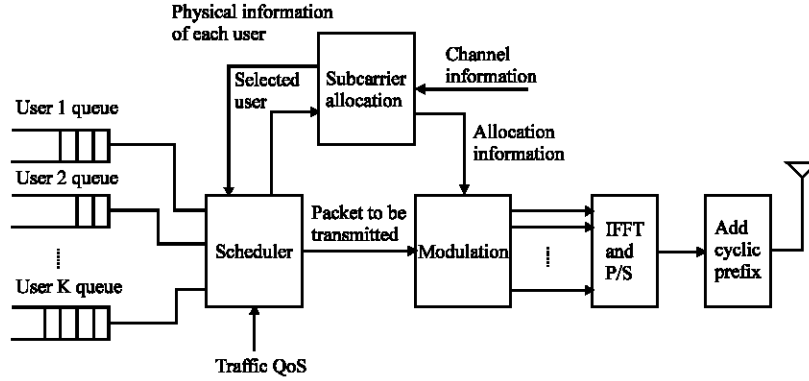 Physical information
of each user
Selected
user
Subcarrier
allocation
Channel
information
Allocation
information
User 1 queue
User 2 queue
User K queue
Scheduler
Packet to be
transmitted
Modulation
IFFT
and
P/S
Add
cyclic
prefix
Traffic QoS